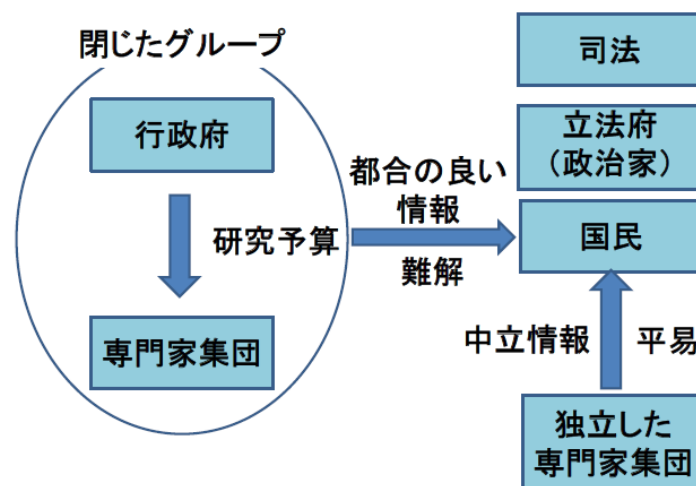 閉じたグループ
行政府
研究予算
専門家集団
都合の良い
情報
難解
司法
立法府
(政治家)
国民
中立情報
平易
独立した
専門家集団